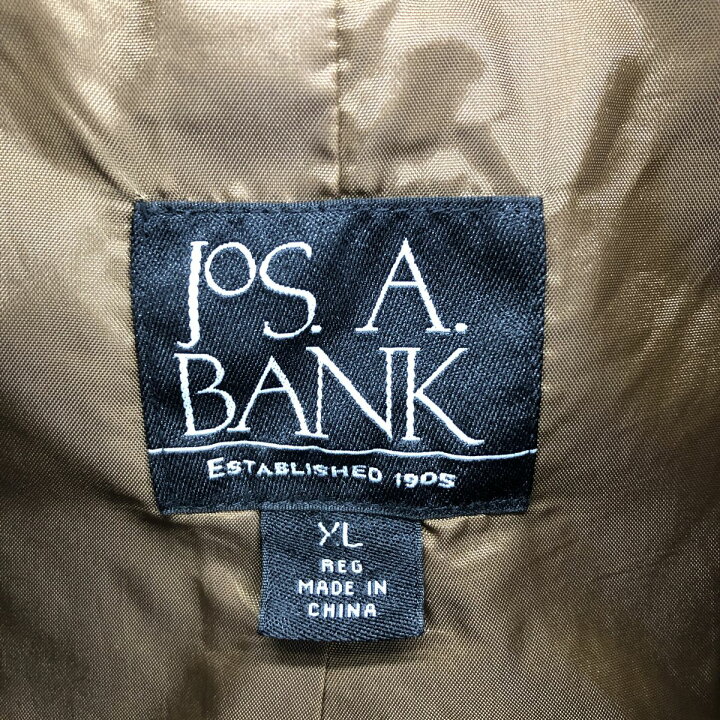 JoS. A.
BANK
ESTABLISHED 1905
XL
REG
MADE IN
CHINA